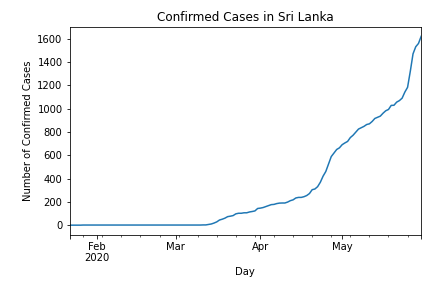 Confirmed Cases in Sri Lanka
Number of Confirmed Cases
1600
1400
1200
1000
800
600
400
200
0
Feb Mar Apr May
2020
Day